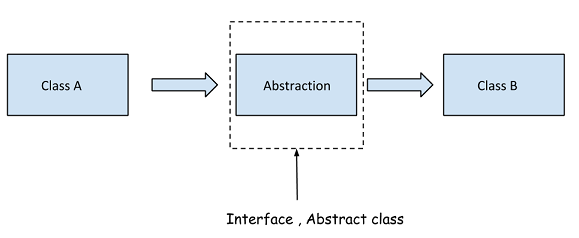 Class A
Abstraction
Class B
Interface , Abstract class